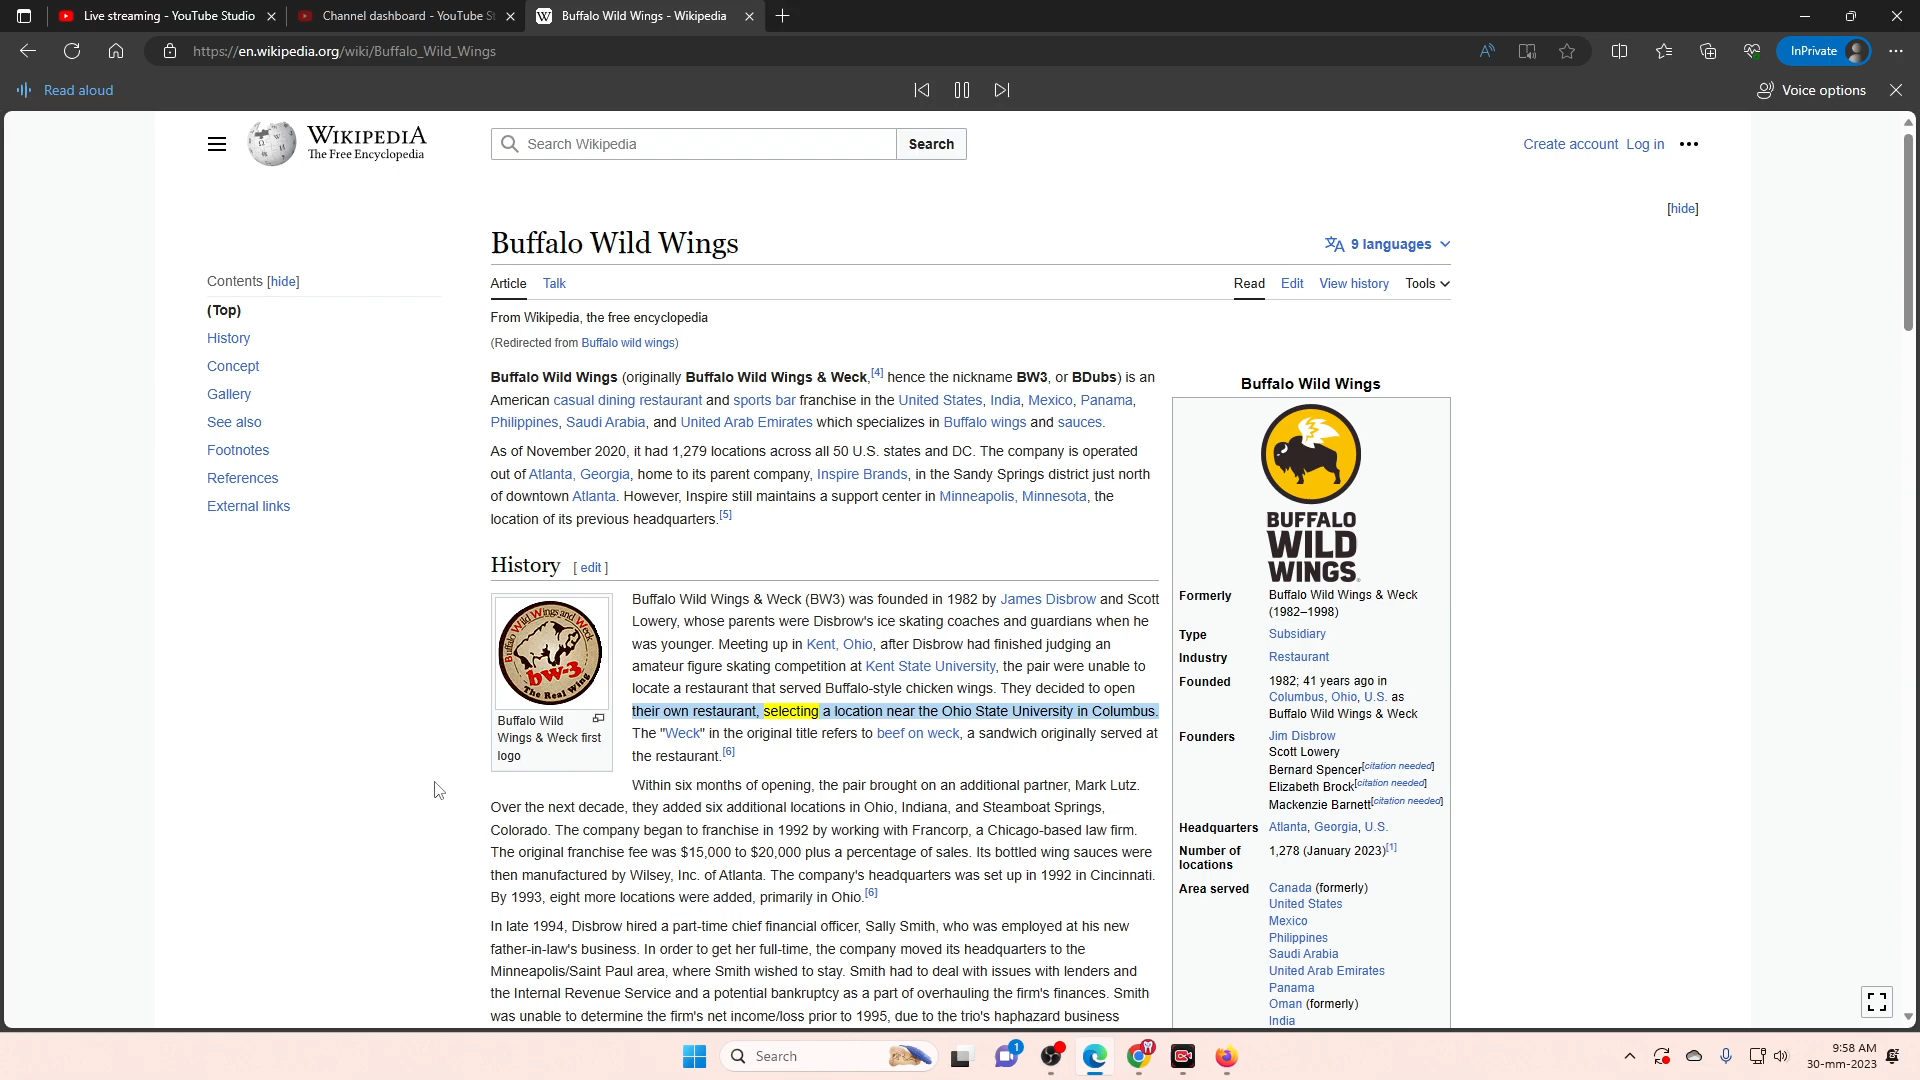 Live streaming - YouTube Studio
Channel dashboard - YouTube St
Buffalo Wild Wings - Wikipedia
https://en.wikipedia.org/wiki/Buffalo_Wild_Wings
InPrivate
Read aloud
Voice options
WIKIPEDIA
The Free Encyclopedia
Search Wikipedia
Search
Create account Log in
[hide]
Buffalo Wild Wings
9 languages
Contents [hide]
(Top)
History
Concept
Gallery
See also
Footnotes
References
External links
Article Talk
Read Edit View history Tools
From Wikipedia, the free encyclopedia
(Redirected from Buffalo wild wings)
Buffalo Wild Wings (originally Buffalo Wild Wings & Weck,[4] hence the nickname BW3, or BDubs) is an
American casual dining restaurant and sports bar franchise in the United States, India, Mexico, Panama,
Philippines, Saudi Arabia, and United Arab Emirates which specializes in Buffalo wings and sauces.
As of November 2020, it had 1,279 locations across all 50 U.S. states and DC. The company is operated
out of Atlanta, Georgia, home to its parent company, Inspire Brands, in the Sandy Springs district just north
of downtown Atlanta. However, Inspire still maintains a support center in Minneapolis, Minnesota, the
location of its previous headquarters.[5]
History [ edit ]
Buffalo Wild Wings and Weck
bw-3
The Real Wing
Buffalo Wild
Wings & Weck first
logo
Buffalo Wild Wings & Weck (BW3) was founded in 1982 by James Disbrow and Scott
Lowery, whose parents were Disbrow's ice skating coaches and guardians when he
was younger. Meeting up in Kent, Ohio, after Disbrow had finished judging an
amateur figure skating competition at Kent State University, the pair were unable to
locate a restaurant that served Buffalo-style chicken wings. They decided to open
their own restaurant, selecting a location near the Ohio State University in Columbus.
The "Weck" in the original title refers to beef on weck, a sandwich originally served at
the restaurant.[6]
Within six months of opening, the pair brought on an additional partner, Mark Lutz.
Over the next decade, they added six additional locations in Ohio, Indiana, and Steamboat Springs,
Colorado. The company began to franchise in 1992 by working with Francorp, a Chicago-based law firm.
The original franchise fee was $15,000 to $20,000 plus a percentage of sales. Its bottled wing sauces were
then manufactured by Wilsey, Inc. of Atlanta. The company's headquarters was set up in 1992 in Cincinnati.
By 1993, eight more locations were added, primarily in Ohio.[6]
In late 1994, Disbrow hired a part-time chief financial officer, Sally Smith, who was employed at his new
father-in-law's business. In order to get her full-time, the company moved its headquarters to the
Minneapolis/Saint Paul area, where Smith wished to stay. Smith had to deal with issues with lenders and
the Internal Revenue Service and a potential bankruptcy as a part of overhauling the firm's finances. Smith
was unable to determine the firm's net income/loss prior to 1995, due to the trio's haphazard business
Buffalo Wild Wings
BUFFALO
WILD
WINGS
Formerly Buffalo Wild Wings & Weck
(1982–1998)
Type Subsidiary
Industry Restaurant
Founded 1982; 41 years ago in
Columbus, Ohio, U.S. as
Buffalo Wild Wings & Weck
Founders Jim Disbrow
Scott Lowery
Bernard Spencer[citation needed]
Elizabeth Brock[citation needed]
Mackenzie Barnett[citation needed]
Headquarters Atlanta, Georgia, U.S.
Number of locations 1,278 (January 2023)[1]
Area served Canada (formerly)
United States
Mexico
Philippines
Saudi Arabia
United Arab Emirates
Panama
Oman (formerly)
India
Search
1
9:58 AM
30-mm-2023